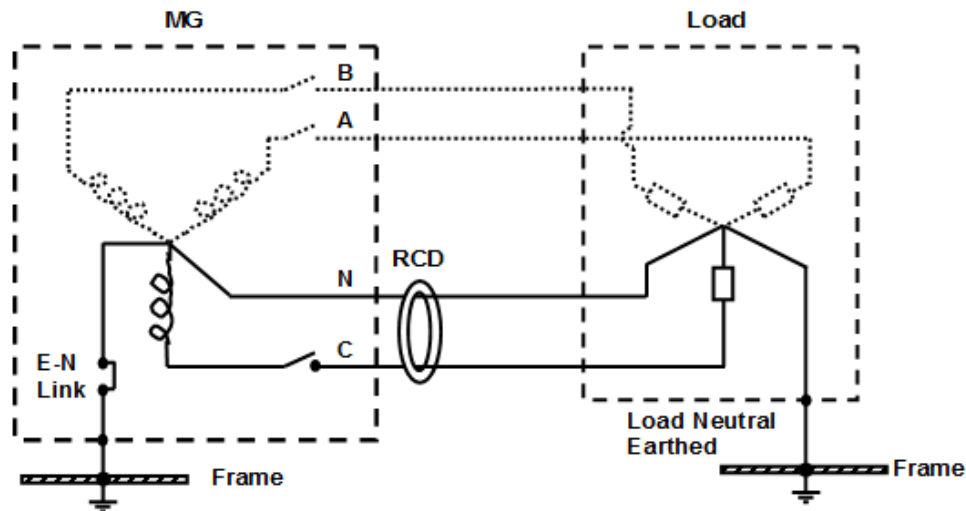 MG
Load
B
A
RCD
N
C
E-N
Link
Load Neutral
Earthed
Frame
Frame